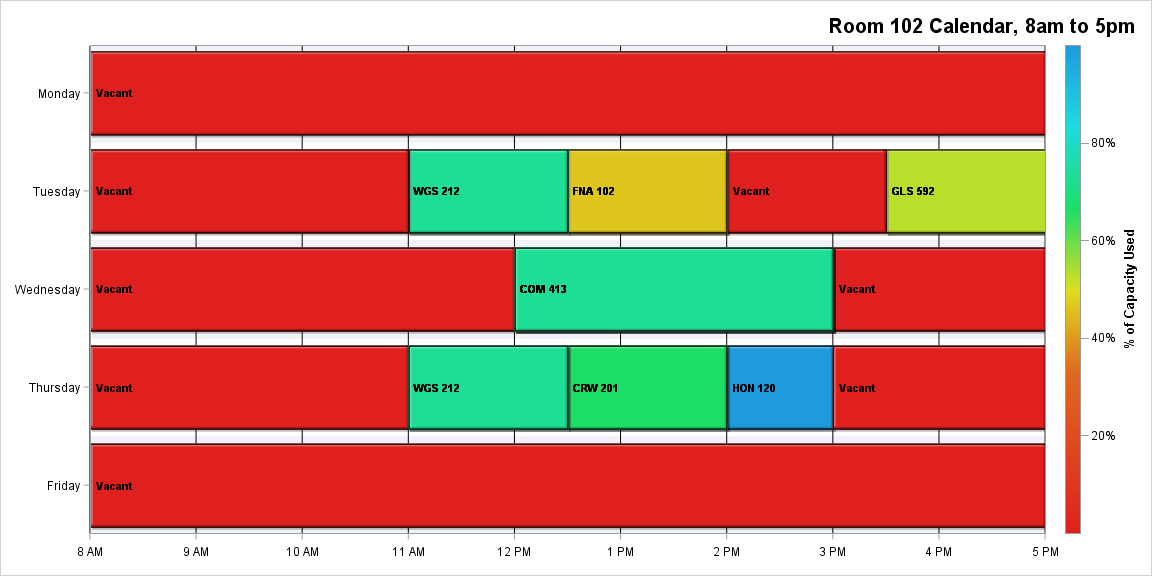 Room 102 Calendar, 8am to 5pm
Monday
Vacant
Tuesday
Vacant
WGS 212
FNA 102
Vacant
GLS 592
Wednesday
Vacant
COM 413
Vacant
Thursday
Vacant
WGS 212
CRW 201
HON 120
Vacant
Friday
Vacant
8 AM
9 AM
10 AM
11 AM
12 PM
1 PM
2 PM
3 PM
4 PM
5 PM
80%
60%
40%
20%
% of Capacity Used